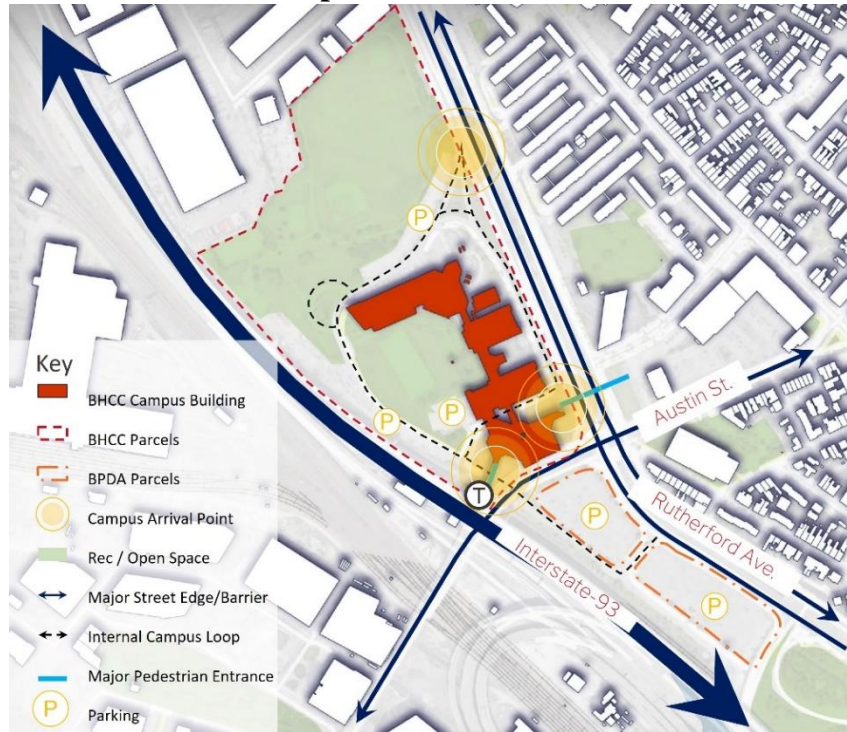 P
P
P
Austin St.
T
P
Rutherford Ave.
Interstate-93
P
Key
BHCC Campus Building
BHCC Parcels
BPDA Parcels
Campus Arrival Point
Rec / Open Space
Major Street Edge/Barrier
Internal Campus Loop
Major Pedestrian Entrance
P Parking